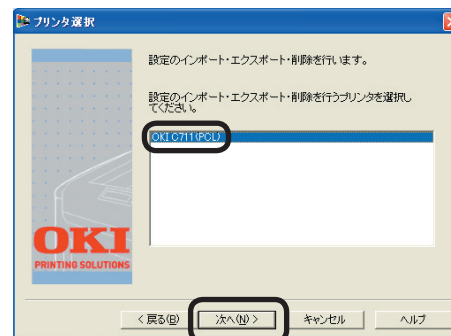 プリンタ選択
設定のインポート・エクスポート・削除を行います。
設定のインポート・エクスポート・削除を行うプリンタを選択し
てください。
OKI C711(PCL)
OKI
PRINTING SOLUTIONS
< 戻る(B)
次へ(N) >
キャンセル
ヘルプ